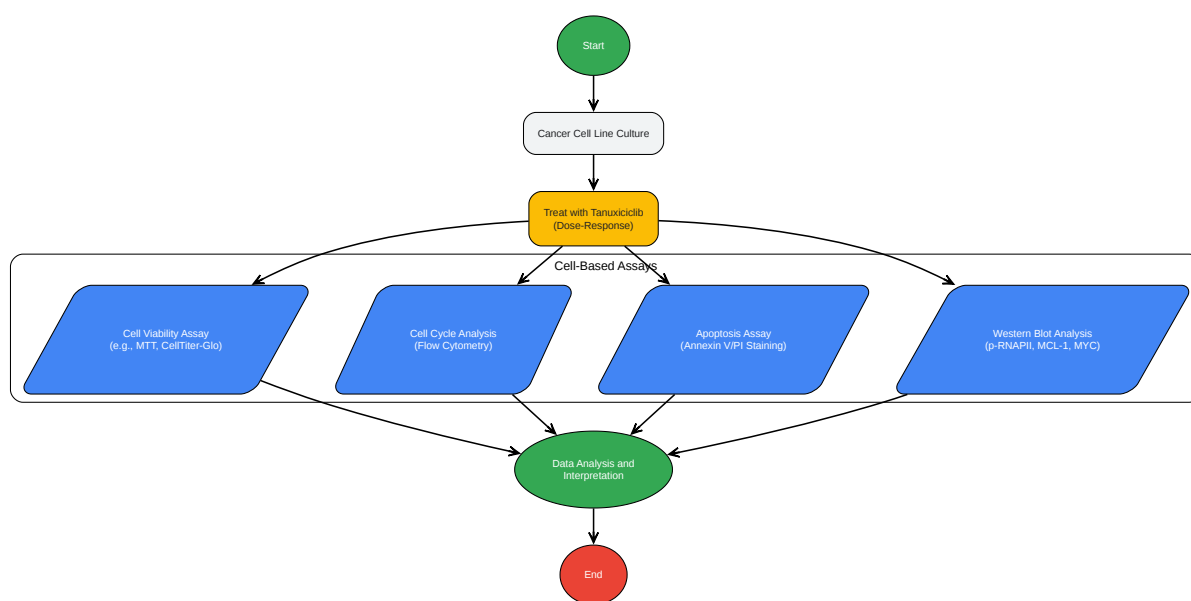 Start
Cancer Cell Line Culture
Treat with Tanuxiciclib
(Dose-Response)
Cell-Based Assays
Cell Viability Assay
(e.g., MTT, CellTiter-Glo)
Cell Cycle Analysis
(Flow Cytometry)
Apoptosis Assay
(Annexin V/PI Staining)
Western Blot Analysis
(p-RNAPII, MCL-1, MYC)
Data Analysis and
Interpretation
End